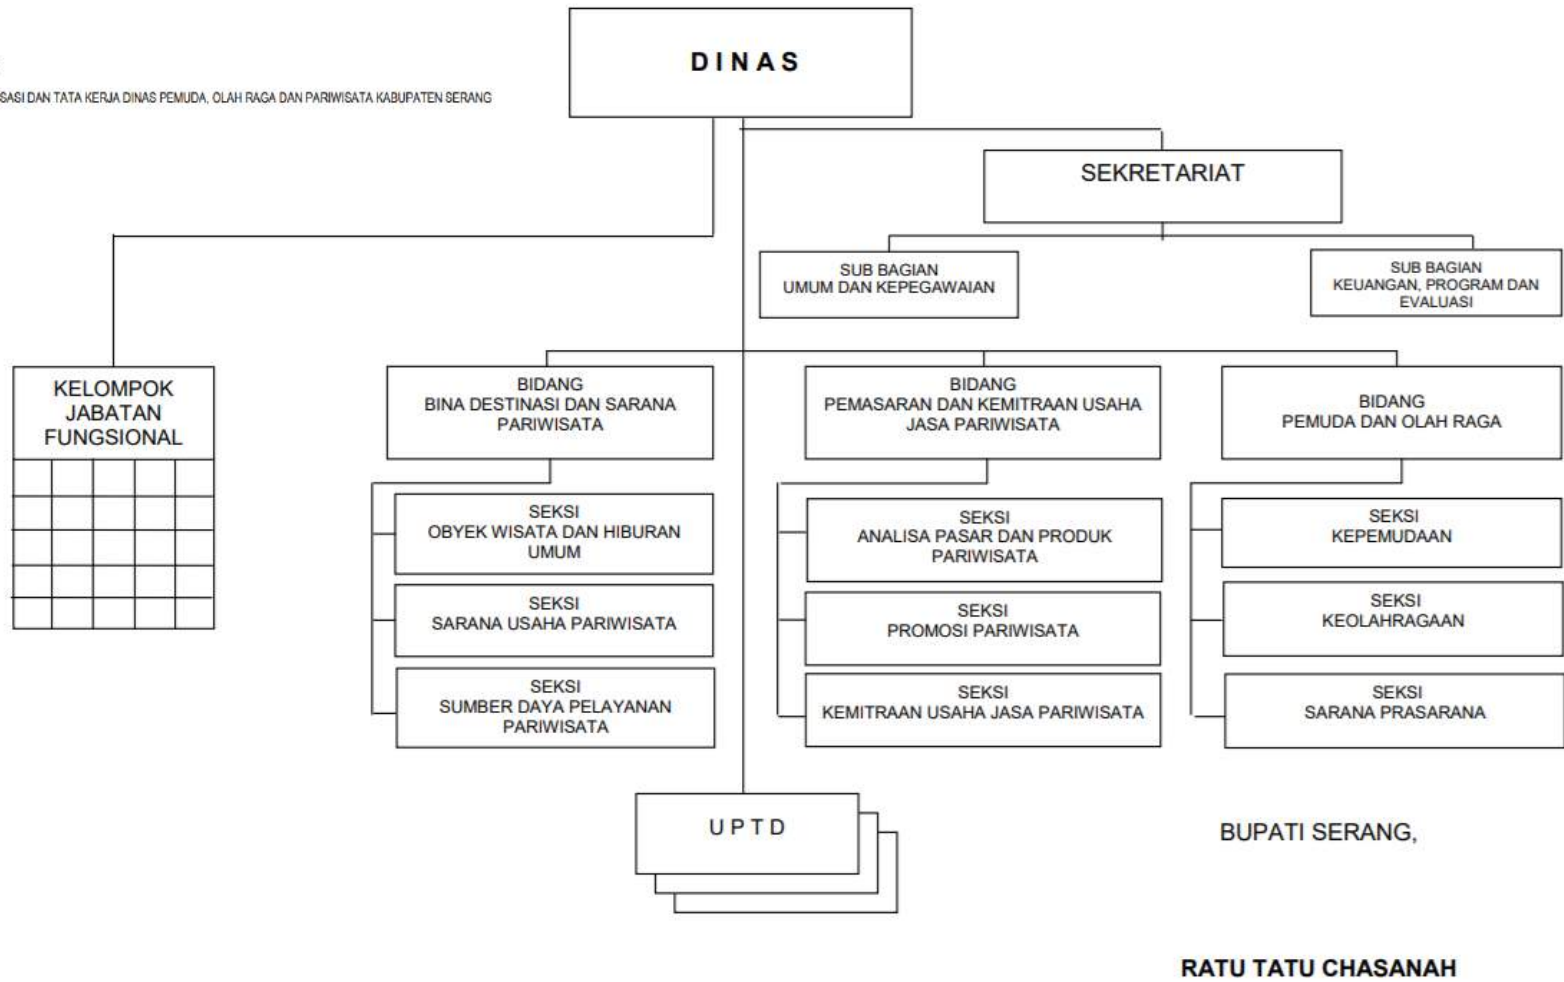 D I N A S
SASI DAN TATA KERJA DINAS PEMUDA, OLAH RAGA DAN PARIWISATA KABUPATEN SERANG
SEKRETARIAT
SUB BAGIAN
UMUM DAN KEPEGAWAIAN
SUB BAGIAN
KEUANGAN, PROGRAM DAN
EVALUASI
KELOMPOK
JABATAN
FUNGSIONAL
BIDANG
BINA DESTINASI DAN SARANA
PARIWISATA
BIDANG
PEMASARAN DAN KEMITRAAN USAHA
JASA PARIWISATA
BIDANG
PEMUDA DAN OLAH RAGA
SEKSI
OBYEK WISATA DAN HIBURAN
UMUM
SEKSI
SARANA USAHA PARIWISATA
SEKSI
SUMBER DAYA PELAYANAN
PARIWISATA
SEKSI
ANALISA PASAR DAN PRODUK
PARIWISATA
SEKSI
PROMOSI PARIWISATA
SEKSI
KEMITRAAN USAHA JASA PARIWISATA
SEKSI
KEPEMUDAAN
SEKSI
KEOLAHRAGAAN
SEKSI
SARANA PRASARANA
U P T D
BUPATI SERANG,
RATU TATU CHASANAH